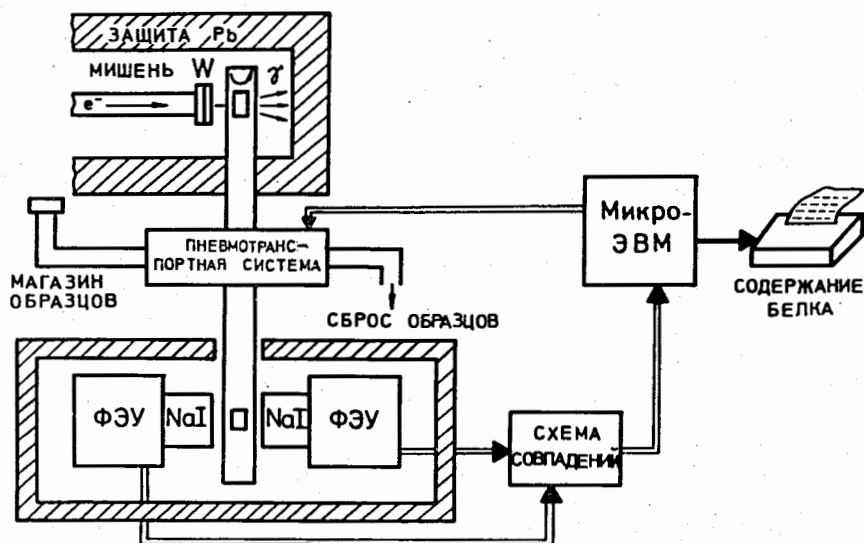 ЗАЩИТА Pb
МИШЕНЬ W
γ
e⁻
Микро-
ЭВМ
ПНЕВМОТРАНС-
ПОРТНАЯ СИСТЕМА
МАГАЗИН
ОБРАЗЦОВ
СБРОС ОБРАЗЦОВ
СОДЕРЖАНИЕ
БЕЛКА
ФЭУ
NaI
NaI
ФЭУ
СХЕМА
СОВПАДЕНИЙ